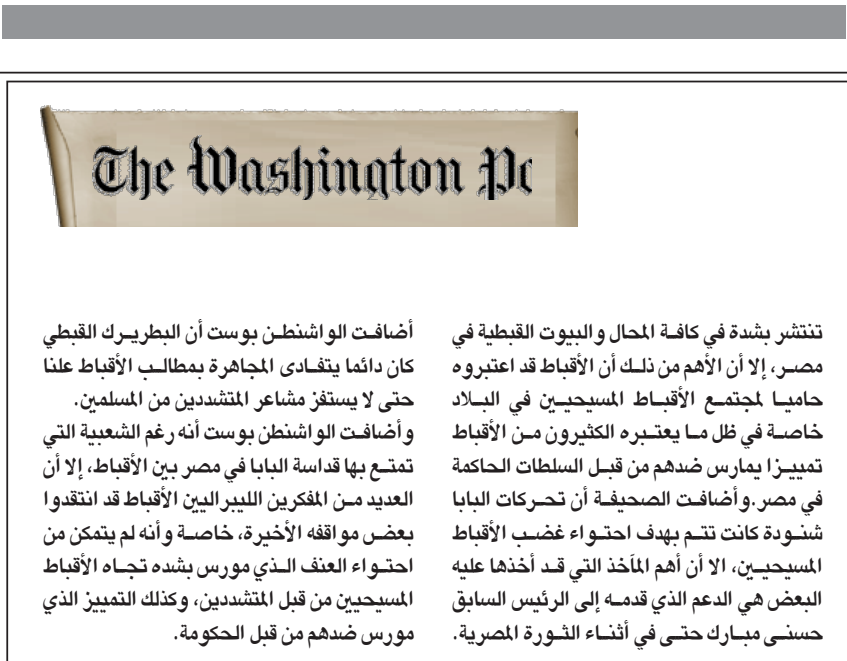 The Washington
تنتشر بشدة في كافة المحال والبيوت القبطية في
مصر، إلا أن الأهم من ذلك أن الأقباط قد اعتبروه
حاميا لمجتمع الأقباط المسيحيين في البلاد
خاصة في ظل ما يعتبره الكثيرون من الأقباط
تمييزا يمارس ضدهم من قبل السلطات الحاكمة
في مصر.وأضافت الصحيفة أن تحركات البابا
شنودة كانت تتم بهدف احتواء غضب الأقباط
المسيحيين، الا أن أهم المآخذ التي قد أخذها عليه
البعض هي الدعم الذي قدمه إلى الرئيس السابق
حسنى مبارك حتى في أثناء الثورة المصرية.
أضافت الواشنطن بوست أن البطريرك القبطي
كان دائما يتفادى المجاهرة بمطالب الأقباط علنا
حتى لا يستفز مشاعر المتشددين من المسلمين.
وأضافت الواشنطن بوست أنه رغم الشعبية التي
تمتع بها قداسة البابا في مصر بين الأقباط، إلا أن
العديد من المفكرين الليبراليين الأقباط قد انتقدوا
بعض مواقفه الأخيرة، خاصة وأنه لم يتمكن من
احتواء العنف الذي مورس بشده تجاه الأقباط
المسيحيين من قبل المتشددين، وكذلك التمييز الذي
مورس ضدهم من قبل الحكومة.